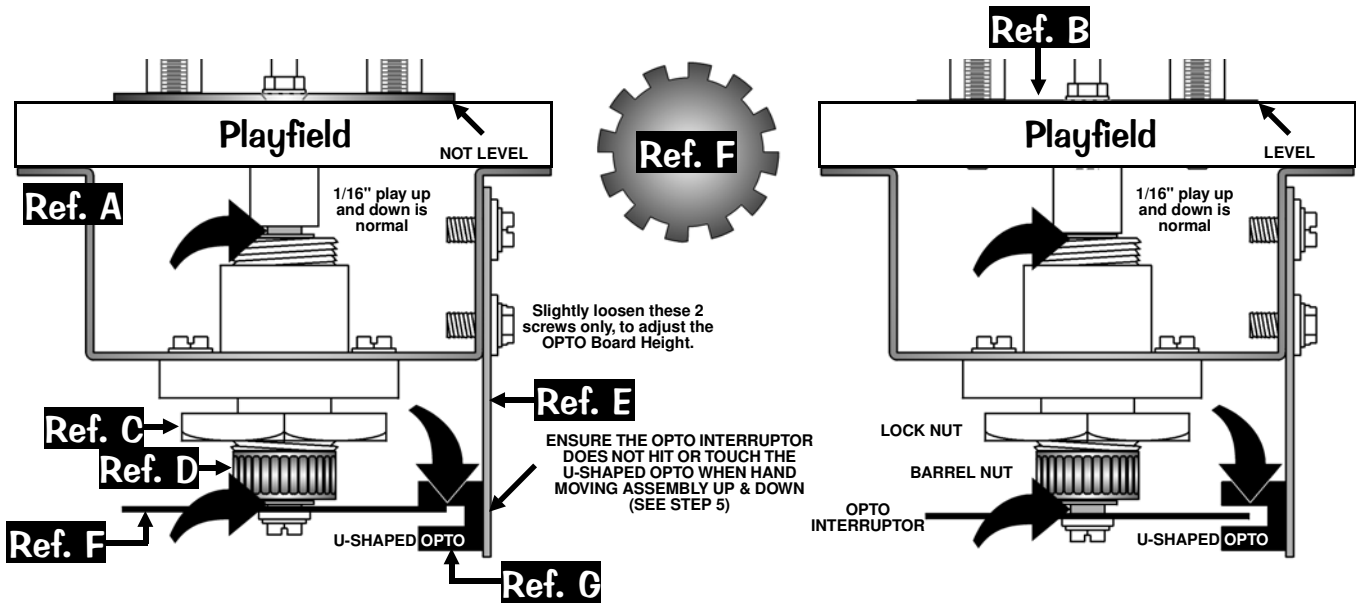 Ref. B
Playfield
NOT LEVEL
Ref. F
Playfield
LEVEL
Ref. A
1/16" play up
and down is
normal
1/16" play up
and down is
normal
Slightly loosen these 2
screws only, to adjust the
OPTO Board Height.
Ref. E
Ref. C
Ref. D
ENSURE THE OPTO INTERRUPTOR
DOES NOT HIT OR TOUCH THE
U-SHAPED OPTO WHEN HAND
MOVING ASSEMBLY UP & DOWN
(SEE STEP 5)
LOCK NUT
BARREL NUT
OPTO
INTERRUPTOR
Ref. F
U-SHAPED OPTO
Ref. G
U-SHAPED OPTO